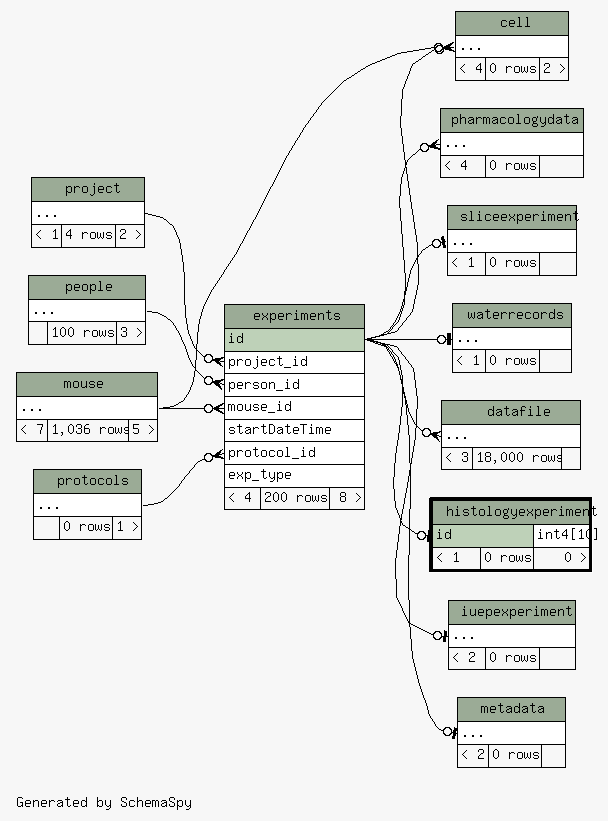 cell
...
< 4 0 rows 2 >
pharmacologydata
...
< 4 0 rows
sliceexperiment
...
< 1 0 rows
waterrecords
...
< 1 0 rows
datafile
...
< 3 18,000 rows
histologyexperiment
id int4[10]
< 1 0 rows 0 >
iuepexperiment
...
< 2 0 rows
metadata
...
< 2 0 rows
project
...
< 1 4 rows 2 >
people
...
100 rows 3 >
mouse
...
< 7 1,036 rows 5 >
protocols
...
0 rows 1 >
experiments
id
project_id
person_id
mouse_id
startDateTime
protocol_id
exp_type
< 4 200 rows 8 >
Generated by SchemaSpy